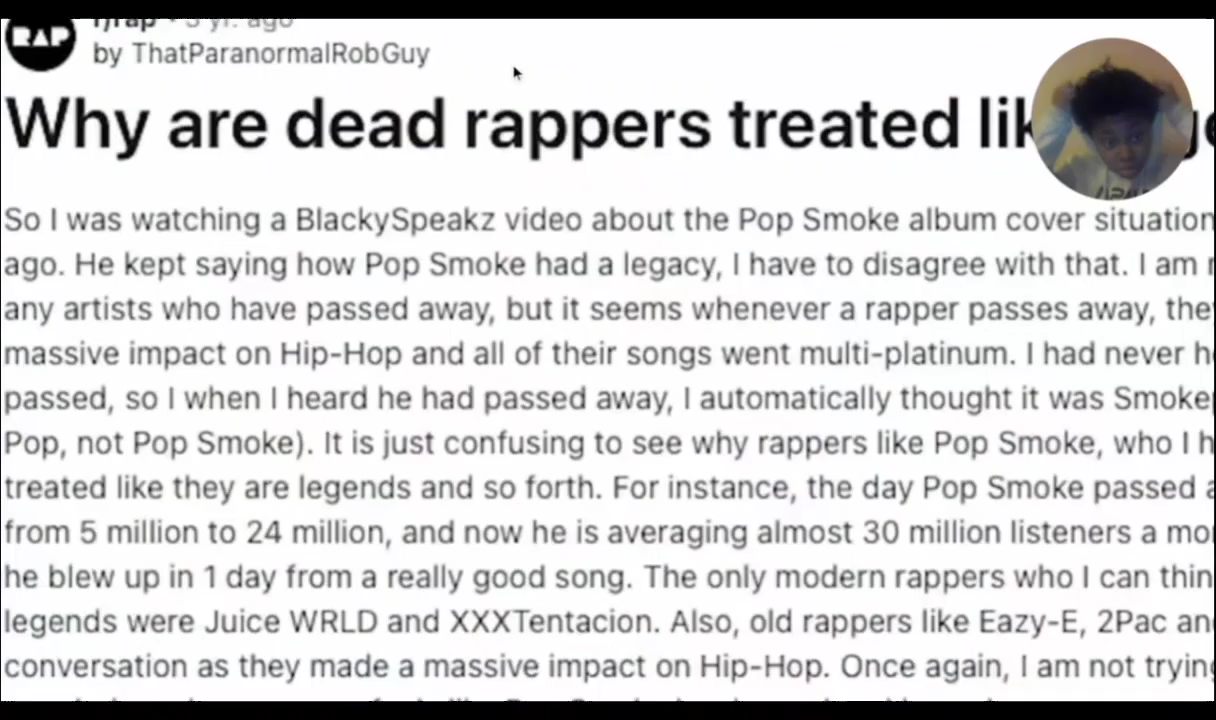 RAP
r/rap • 3 yr. ago
by ThatParanormalRobGuy
Why are dead rappers treated
So I was watching a BlackySpeakz video about the Pop Smoke album cover situation
ago. He kept saying how Pop Smoke had a legacy, I have to disagree with that. I am
any artists who have passed away, but it seems whenever a rapper passes away,
massive impact on Hip-Hop and all of their songs went multi-platinum. I had never
passed, so I when I heard he had passed away, I automatically thought it was
Pop, not Pop Smoke). It is just confusing to see why rappers like Pop Smoke, who I
treated like they are legends and so forth. For instance, the day Pop Smoke passed
from 5 million to 24 million, and now he is averaging almost 30 million listeners a
he blew up in 1 day from a really good song. The only modern rappers who I can
legends were Juice WRLD and XXXTentacion. Also, old rappers like Eazy-E, 2Pac
conversation as they made a massive impact on Hip-Hop. Once again, I am not